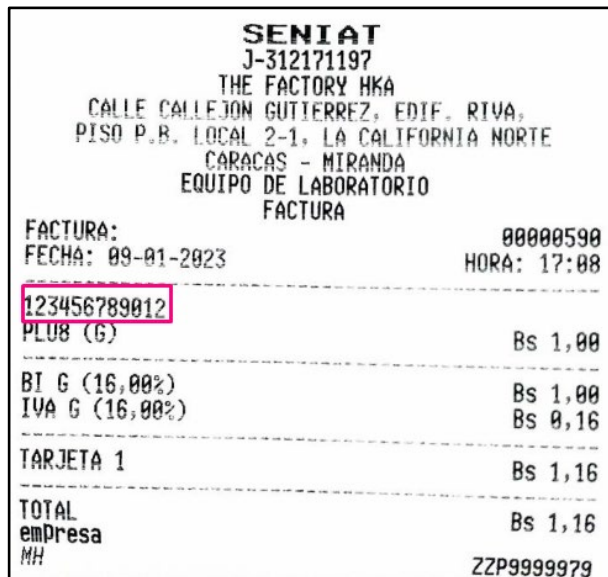 SENIAT
J-312171197
THE FACTORY HKA
CALLE CALLEJON GUTIERREZ, EDIF. RIVA,
PISO P.B. LOCAL 2-1, LA CALIFORNIA NORTE
CARACAS - MIRANDA
EQUIPO DE LABORATORIO
FACTURA
FACTURA: 00000590
FECHA: 09-01-2023 HORA: 17:08
123456789012
PLU8 (G) Bs 1,00
BI G (16,00%) Bs 1,00
IVA G (16,00%) Bs 0,16
TARJETA 1 Bs 1,16
TOTAL Bs 1,16
emPresa
MH ZZP9999979